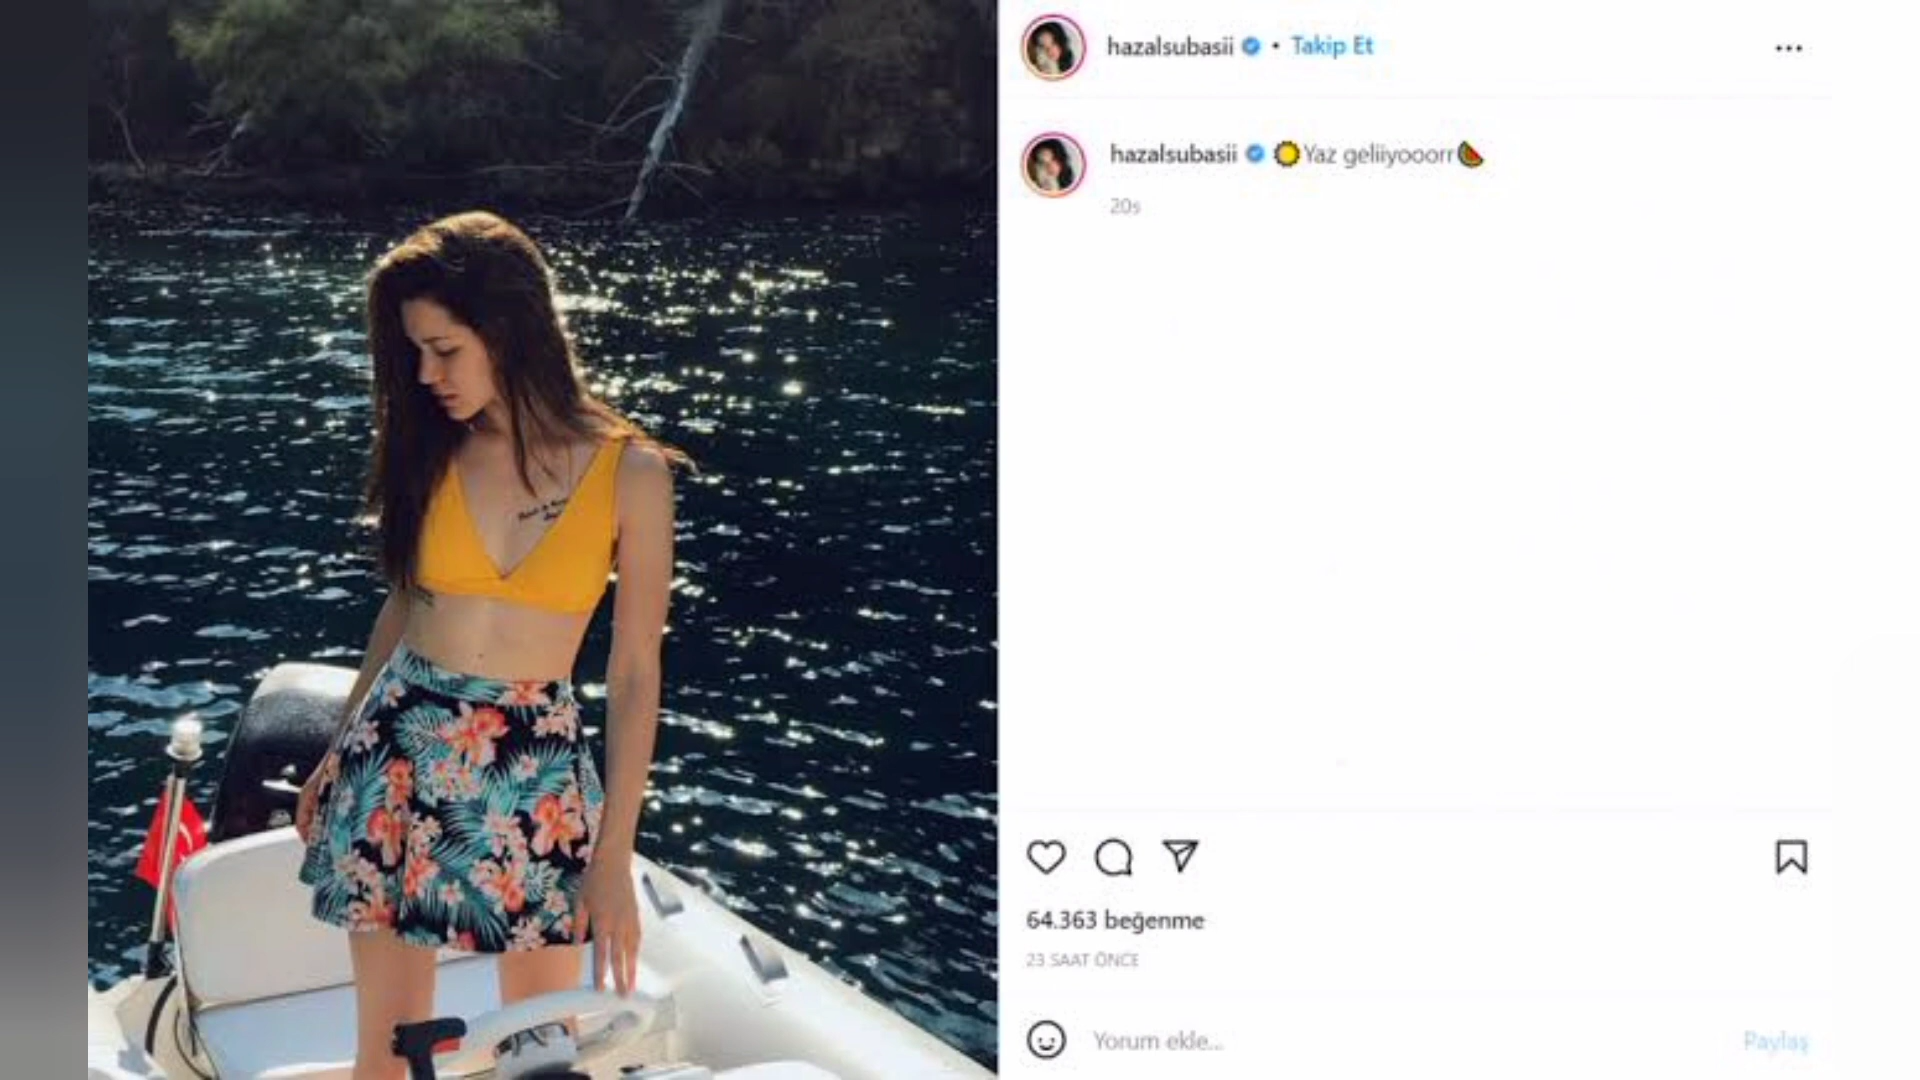 hazalsubasii • Takip Et
hazalsubasii Yaz geliiyooorr
20s
64.363 beğenme
23 SAAT ÖNCE
Yorum ekle...
Paylaş